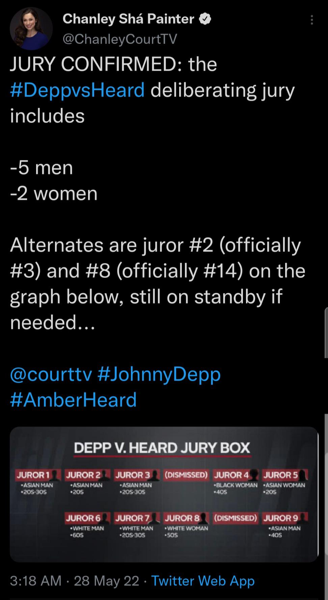 Chanley Shá Painter
@ChanleyCourtTV
JURY CONFIRMED: the
#DeppvsHeard deliberating jury
includes
-5 men
-2 women
Alternates are juror #2 (officially
#3) and #8 (officially #14) on the
graph below, still on standby if
needed...
@courttv #JohnnyDepp
#AmberHeard
DEPP V. HEARD JURY BOX
JUROR 1 JUROR 2 JUROR 3 (DISMISSED) JUROR 4 JUROR 5
•ASIAN MAN •ASIAN MAN •ASIAN MAN •BLACK WOMAN •ASIAN WOMAN
•20S-30S •20S •20S-30S •40S •20S
JUROR 6 JUROR 7 JUROR 8 (DISMISSED) JUROR 9
•WHITE MAN •WHITE MAN •WHITE WOMAN •ASIAN MAN
•60S •20S-30S •50S •40S
3:18 AM · 28 May 22 · Twitter Web App